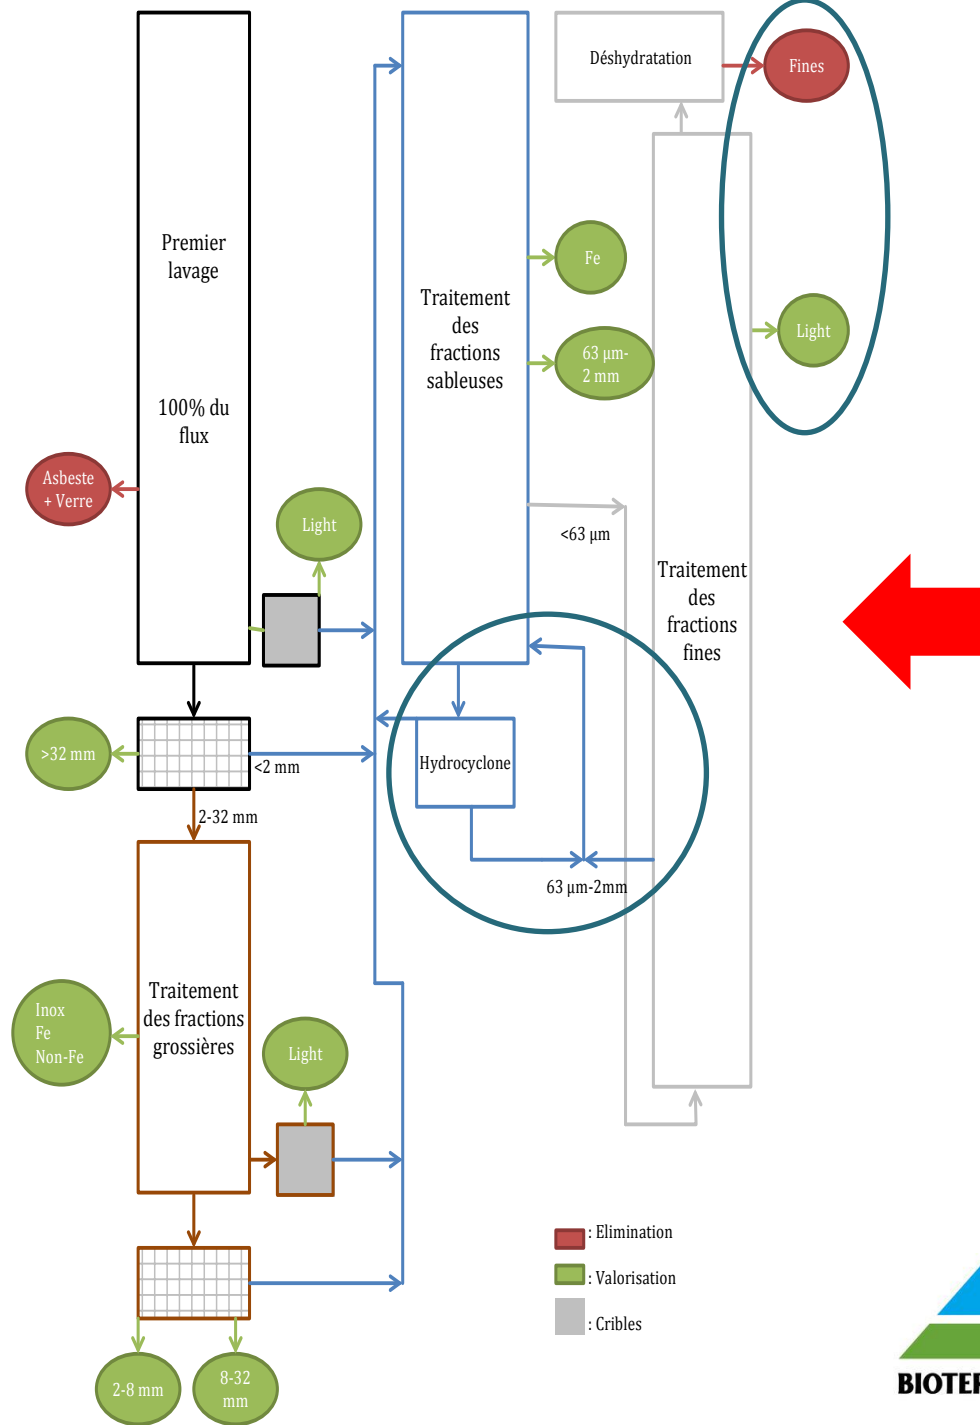 Déshydratation
Fines
Premier
lavage
100% du
flux
Fe
Traitement
des
fractions
sableuses
63 µm-
2 mm
Light
Asbeste
+ Verre
Light
<63 µm
Traitement
des
fractions
fines
>32 mm
<2 mm
Hydrocyclone
2-32 mm
63 µm-2mm
Inox
Fe
Non-Fe
Traitement
des fractions
grossières
Light
: Elimination
: Valorisation
: Cribles
2-8 mm
8-32
mm